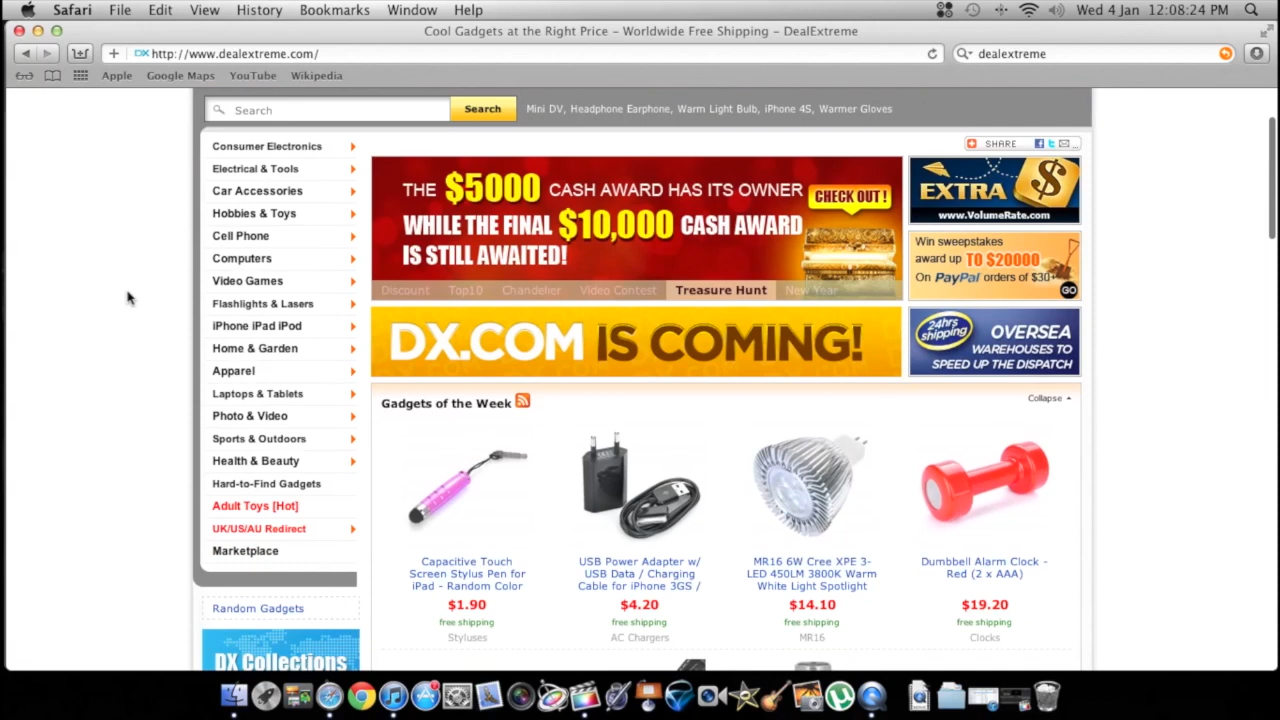 Safari File Edit View History Bookmarks Window Help Wed 4 Jan 12:08:24 PM
Cool Gadgets at the Right Price – Worldwide Free Shipping – DealExtreme
DX http://www.dealextreme.com/
dealextreme
Apple Google Maps YouTube Wikipedia
Search
Search
Mini DV, Headphone Earphone, Warm Light Bulb, iPhone 4S, Warmer Gloves
SHARE
Consumer Electronics
Electrical & Tools
Car Accessories
Hobbies & Toys
Cell Phone
Computers
Video Games
Flashlights & Lasers
iPhone iPad iPod
Home & Garden
Apparel
Laptops & Tablets
Photo & Video
Sports & Outdoors
Health & Beauty
Hard-to-Find Gadgets
Adult Toys [Hot]
UK/US/AU Redirect
Marketplace
Random Gadgets
DX Collections
THE $5000 CASH AWARD HAS ITS OWNER
WHILE THE FINAL $10,000 CASH AWARD
IS STILL AWAITED!
CHECK OUT !
Discount Top10 Chandelier Video Contest Treasure Hunt New Year
EXTRA $
www.VolumeRate.com
Win sweepstakes
award up TO $20000
On PayPal orders of $30+
GO
DX.COM IS COMING!
24hrs shipping
OVERSEA
WAREHOUSES TO
SPEED UP THE DISPATCH
Gadgets of the Week
Collapse
Capacitive Touch
Screen Stylus Pen for
iPad - Random Color
$1.90
free shipping
Styluses
USB Power Adapter w/
USB Data / Charging
Cable for iPhone 3GS /
$4.20
free shipping
AC Chargers
MR16 6W Cree XPE 3-
LED 450LM 3800K Warm
White Light Spotlight
$14.10
free shipping
MR16
Dumbbell Alarm Clock -
Red (2 x AAA)
$19.20
free shipping
Clocks